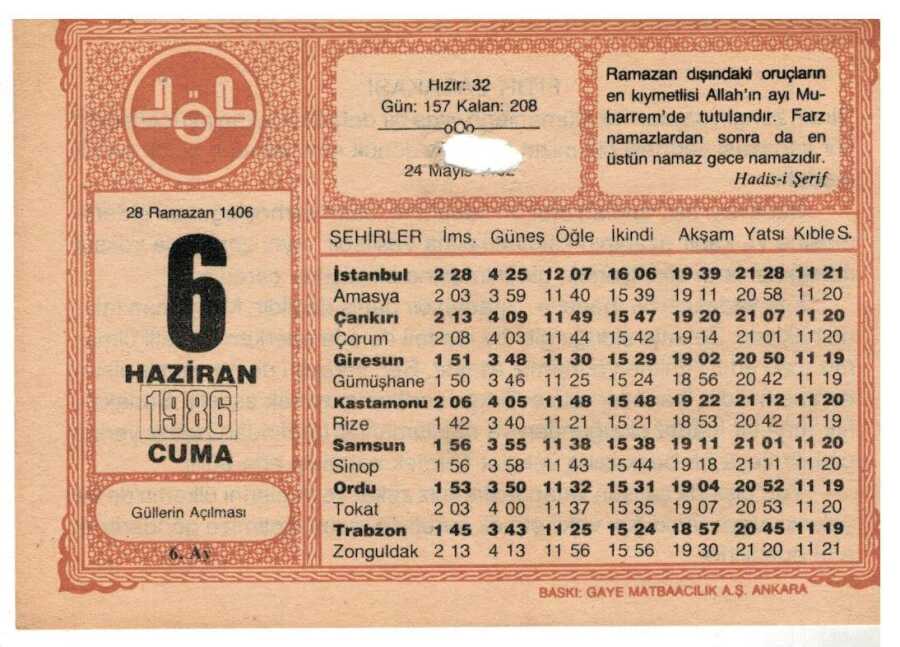 28 Ramazan 1406
6
HAZİRAN
1986
CUMA
Güllerin Açılması
6. Ay
Hızır: 32
Gün: 157 Kalan: 208
oOo
24 Mayıs
Ramazan dışındaki oruçların
en kıymetlisi Allah'ın ayı Mu-
harrem'de tutulandır. Farz
namazlardan sonra da en
üstün namaz gece namazıdır.
Hadis-i Şerif
ŞEHİRLER İms. Güneş Öğle İkindi Akşam Yatsı Kıble S.
İstanbul 2 28 4 25 12 07 16 06 19 39 21 28 11 21
Amasya 2 03 3 59 11 40 15 39 19 11 20 58 11 20
Çankırı 2 13 4 09 11 49 15 47 19 20 21 07 11 20
Çorum 2 08 4 03 11 44 15 42 19 14 21 01 11 20
Giresun 1 51 3 48 11 30 15 29 19 02 20 50 11 19
Gümüşhane 1 50 3 46 11 25 15 24 18 56 20 42 11 19
Kastamonu 2 06 4 05 11 48 15 48 19 22 21 12 11 20
Rize 1 42 3 40 11 21 15 21 18 53 20 42 11 19
Samsun 1 56 3 55 11 38 15 38 19 11 21 01 11 20
Sinop 1 56 3 58 11 43 15 44 19 18 21 11 11 20
Ordu 1 53 3 50 11 32 15 31 19 04 20 52 11 19
Tokat 2 03 4 00 11 37 15 35 19 07 20 53 11 20
Trabzon 1 45 3 43 11 25 15 24 18 57 20 45 11 19
Zonguldak 2 13 4 13 11 56 15 56 19 30 21 20 11 21
BASKI: GAYE MATBAACILIK A.Ş. ANKARA